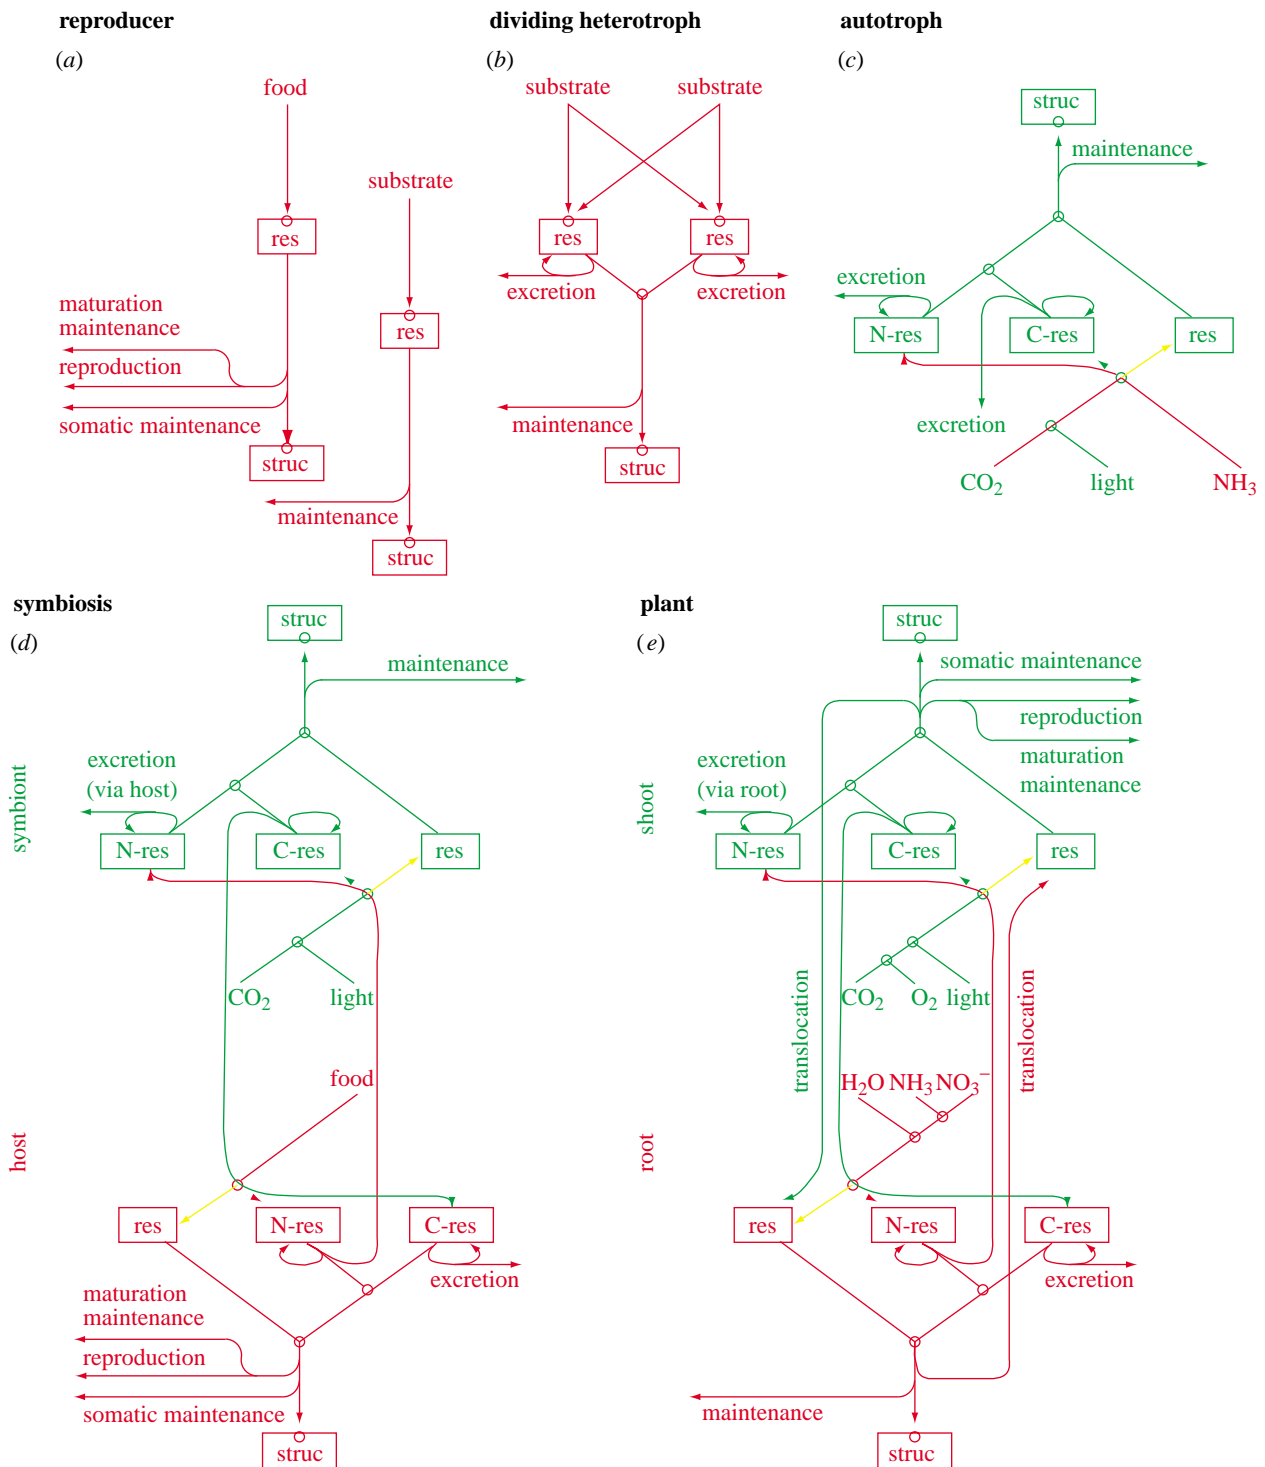 reproducer
(a)
food
substrate
res
res
maturation
maintenance
reproduction
somatic maintenance
struc
maintenance
struc
dividing heterotroph
(b)
substrate substrate
res res
excretion excretion
maintenance
struc
autotroph
(c)
struc
maintenance
excretion
N-res C-res res
excretion
CO2 light NH3
symbiosis
(d)
struc
maintenance
symbiont
excretion
(via host)
N-res C-res res
CO2 light
food
host
res N-res C-res
excretion
maturation
maintenance
reproduction
somatic maintenance
struc
plant
(e)
struc
somatic maintenance
reproduction
maturation
maintenance
shoot
excretion
(via root)
N-res C-res res
CO2 O2 light
translocation
translocation
H2O NH3 NO3−
root
res N-res C-res
excretion
maintenance
struc